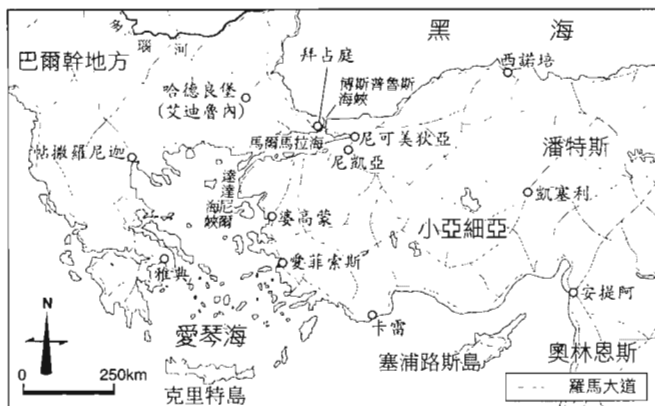 黑海
多瑙河
巴爾幹地方
拜占庭
西諾培
博斯普魯斯
海峽
哈德良堡
(艾迪魯內)
馬爾馬拉海
尼可美狄亞
尼凱亞
潘特斯
帖撒羅尼迦
達達尼爾海峽
凱塞利
婆高蒙
小亞細亞
愛菲索斯
雅典
安提阿
卡雷
N
愛琴海
塞浦路斯島
奧林恩斯
0 250km
克里特島
羅馬大道